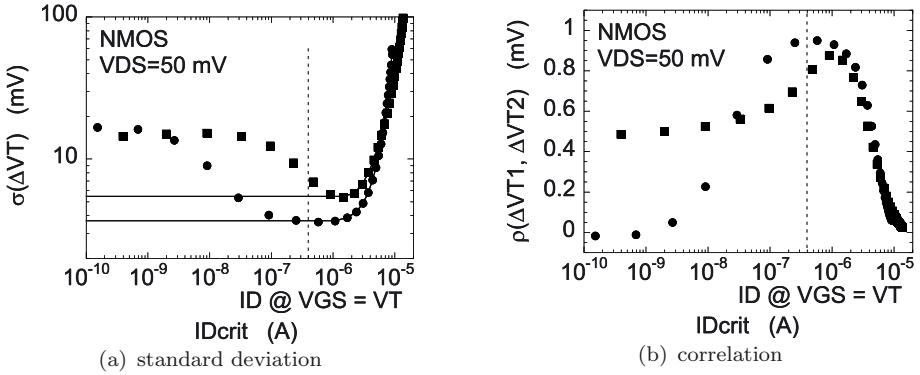 100
10
σ(ΔVT) (mV)
NMOS
VDS=50 mV
10⁻¹⁰ 10⁻⁹ 10⁻⁸ 10⁻⁷ 10⁻⁶ 10⁻⁵
ID @ VGS = VT
IDcrit (A)
(a) standard deviation
1
0.8
0.6
0.4
0.2
0
ρ(ΔVT1, ΔVT2) (mV)
NMOS
VDS=50 mV
10⁻¹⁰ 10⁻⁹ 10⁻⁸ 10⁻⁷ 10⁻⁶ 10⁻⁵
ID @ VGS = VT
IDcrit (A)
(b) correlation